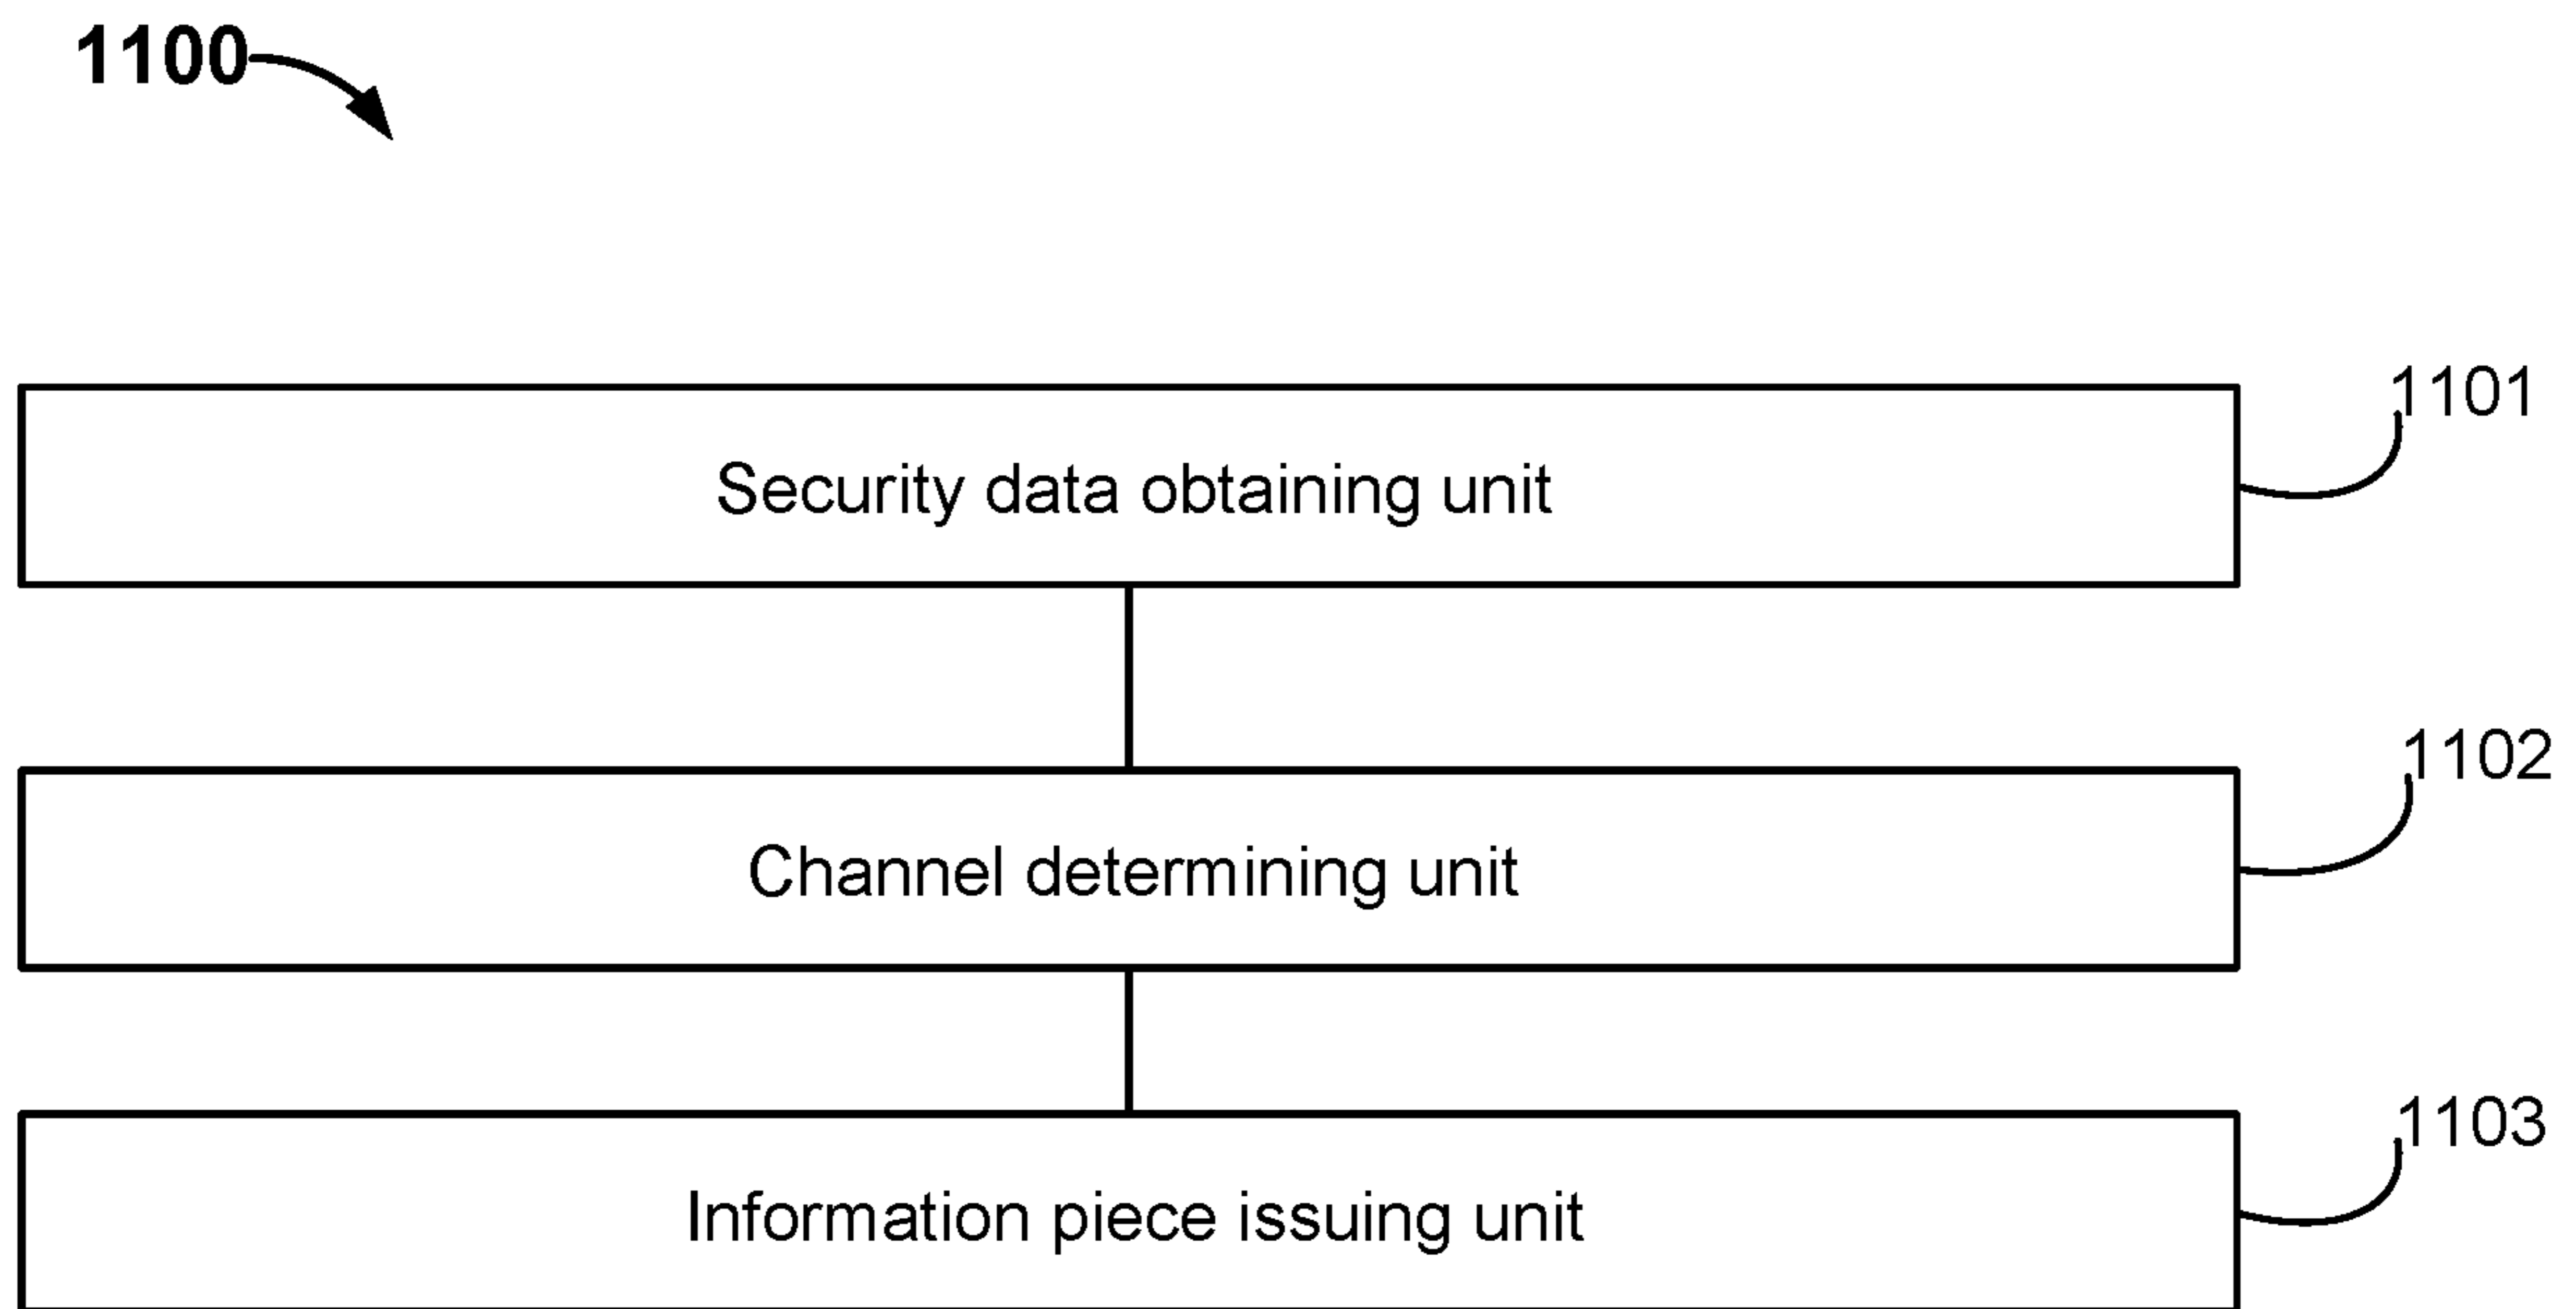 1100
1101
Security data obtaining unit
1102
Channel determining unit
1103
Information piece issuing unit